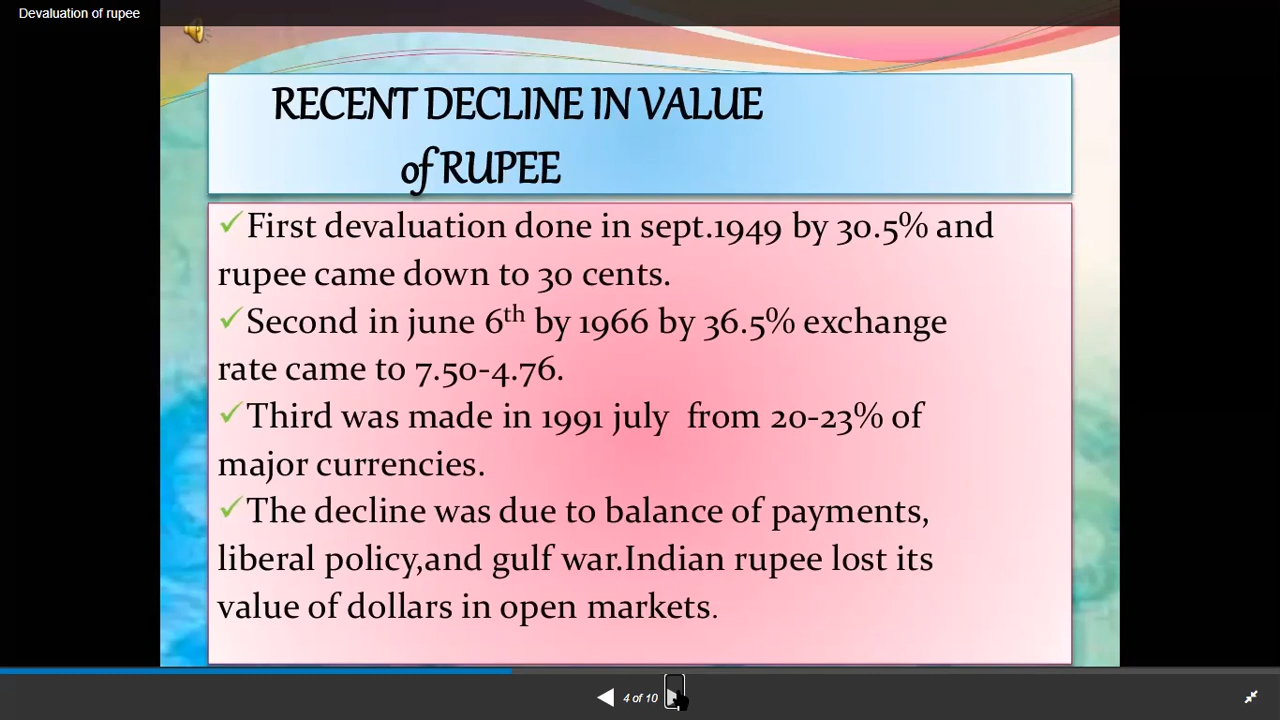 Devaluation of rupee
RECENT DECLINE IN VALUE
of RUPEE
✓First devaluation done in sept.1949 by 30.5% and
rupee came down to 30 cents.
✓Second in june 6th by 1966 by 36.5% exchange
rate came to 7.50-4.76.
✓Third was made in 1991 july  from 20-23% of
major currencies.
✓The decline was due to balance of payments,
liberal policy,and gulf war.Indian rupee lost its
value of dollars in open markets.
4 of 10